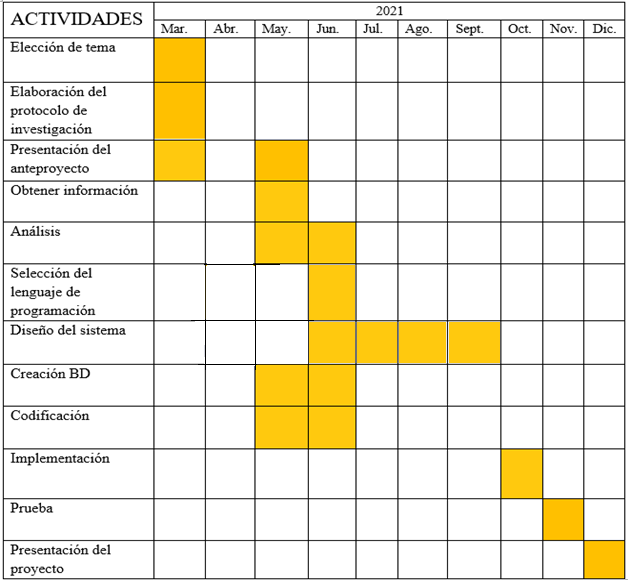 ACTIVIDADES
2021
Mar. Abr. May. Jun. Jul. Ago. Sept. Oct. Nov. Dic.
Elección de tema
Elaboración del
protocolo de
investigación
Presentación del
anteproyecto
Obtener información
Análisis
Selección del
lenguaje de
programación
Diseño del sistema
Creación BD
Codificación
Implementación
Prueba
Presentación del
proyecto